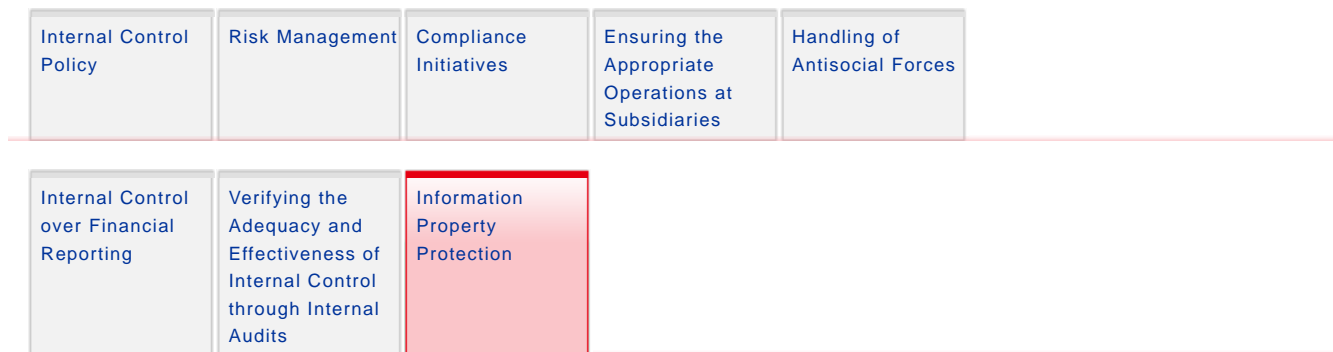 Internal Control
Policy
Risk Management
Compliance
Initiatives
Ensuring the
Appropriate
Operations at
Subsidiaries
Handling of
Antisocial Forces
Internal Control
over Financial
Reporting
Verifying the
Adequacy and
Effectiveness of
Internal Control
through Internal
Audits
Information
Property
Protection